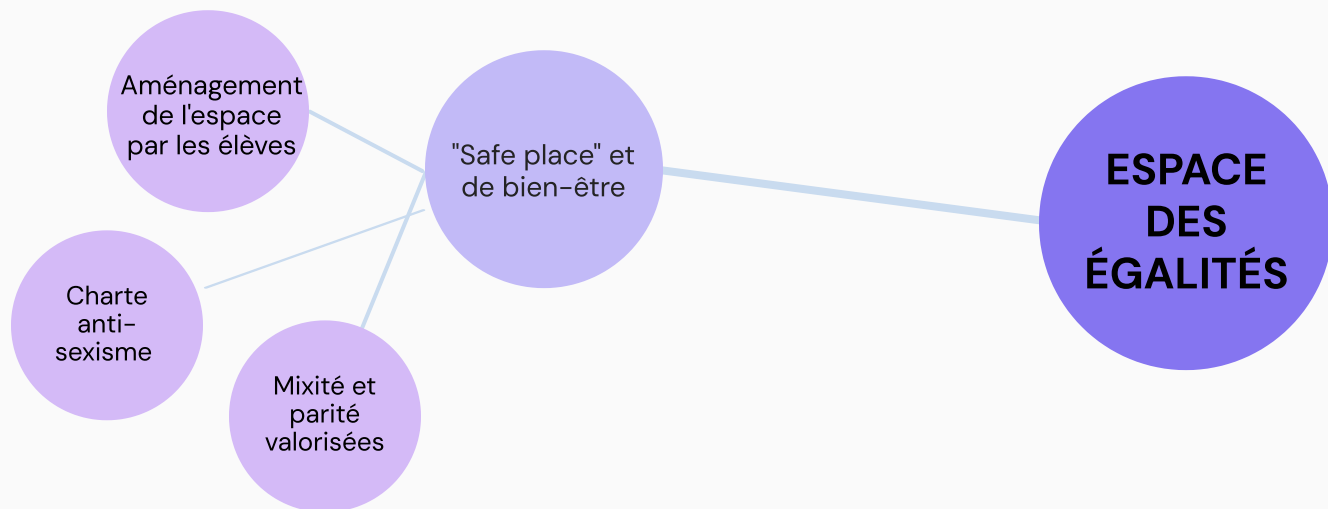 Aménagement
de l'espace
par les élèves
"Safe place" et
de bien-être
ESPACE
DES
ÉGALITÉS
Charte
anti-
sexisme
Mixité et
parité
valorisées